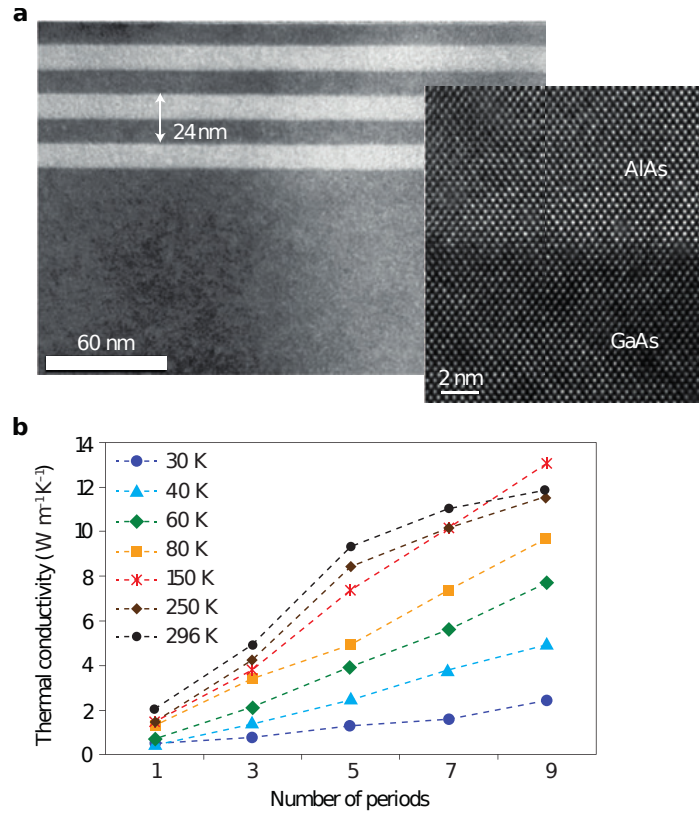 a
24 nm
60 nm
AlAs
GaAs
2 nm
b
Thermal conductivity (W m⁻¹ K⁻¹)
14
12
10
8
6
4
2
0
30 K
40 K
60 K
80 K
150 K
250 K
296 K
1 3 5 7 9
Number of periods